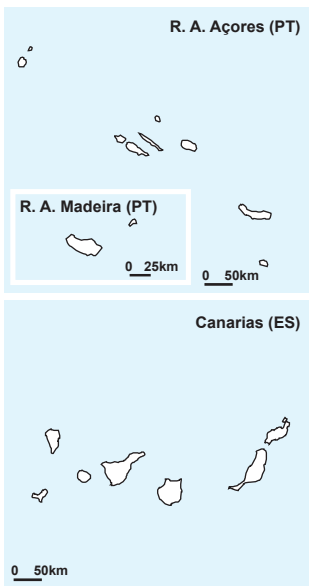 R. A. Açores (PT)
R. A. Madeira (PT)
0 25km
0 50km
Canarias (ES)
0 50km